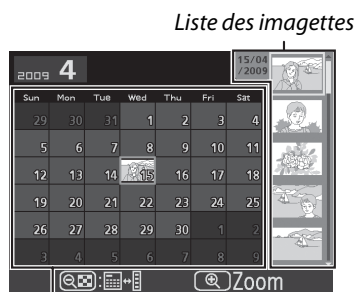 Liste des imagettes
2009 4
15/04
/2009
Sun Mon Tue Wed Thu Fri Sat
29 30 31 1 2 3 4
5 6 7 8 9 10 11
12 13 14 15 16 17 18
19 20 21 22 23 24 25
26 27 28 29 30 1 2
3 4 5 6 7 8 9
: Zoom